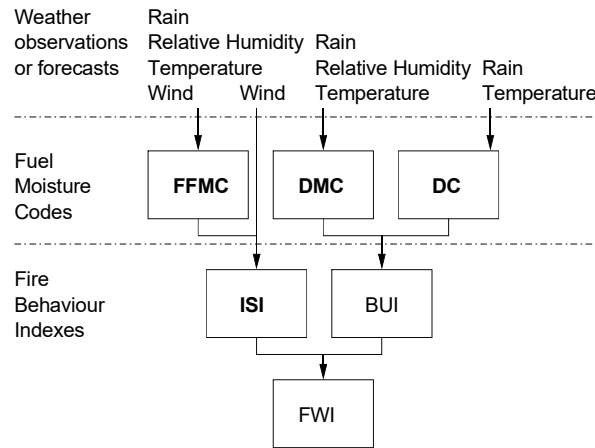 Weather
observations
or forecasts
Rain
Relative Humidity
Temperature
Wind
Wind
Rain
Relative Humidity
Temperature
Rain
Temperature
Fuel
Moisture
Codes
FFMC
DMC
DC
Fire
Behaviour
Indexes
ISI
BUI
FWI